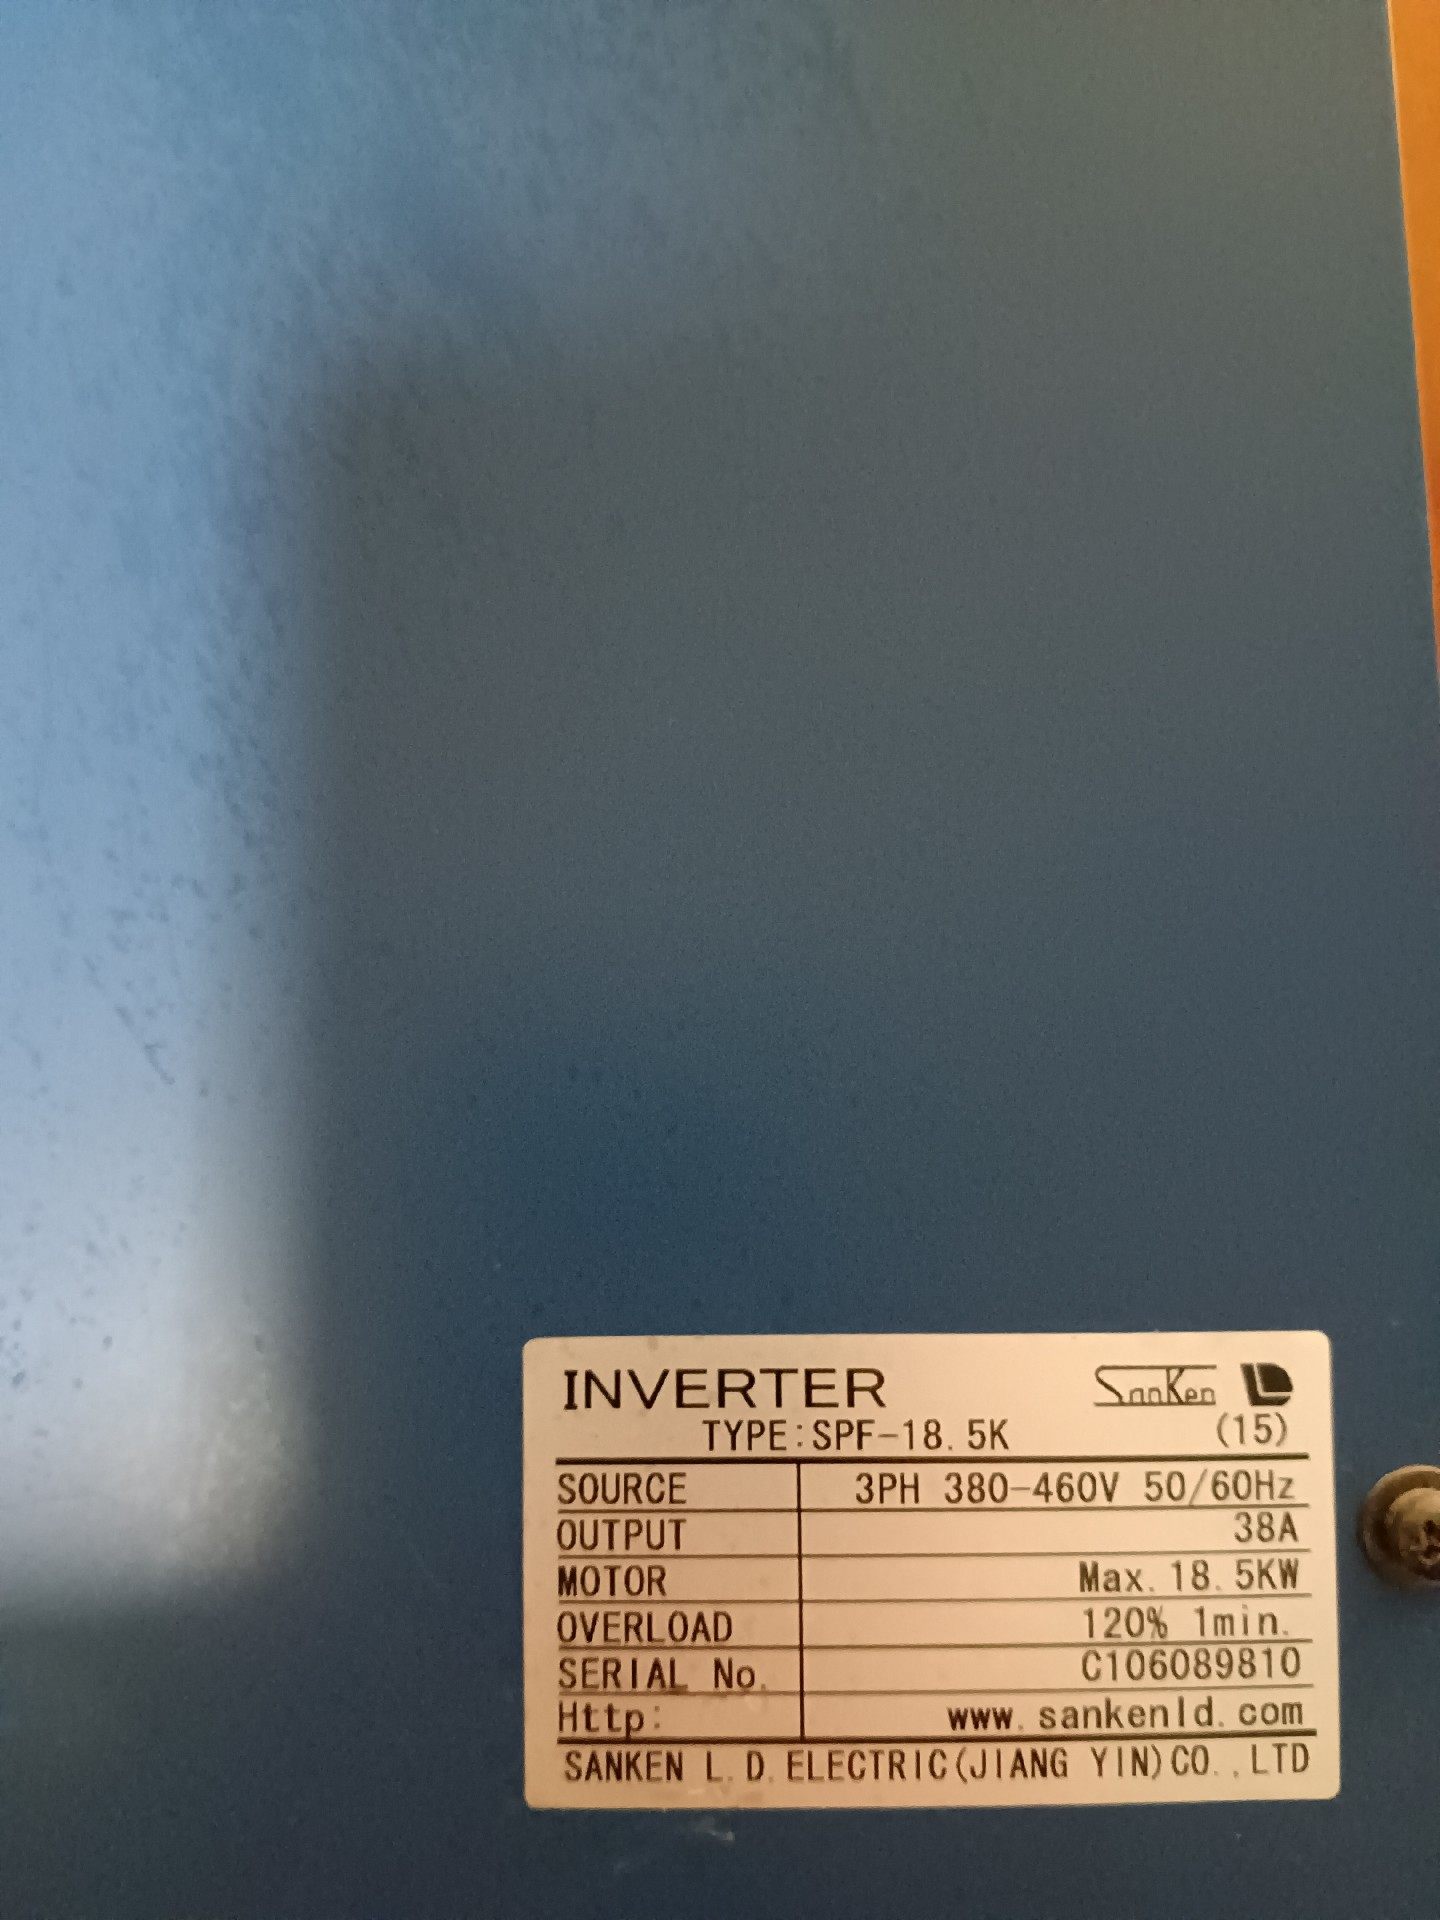 INVERTER SanKen LD
TYPE:SPF-18.5K (15)
SOURCE 3PH 380-460V 50/60Hz
OUTPUT 38A
MOTOR Max.18.5KW
OVERLOAD 120% 1min.
SERIAL No. C106089810
Http: www.sankenld.com
SANKEN L.D.ELECTRIC(JIANG YIN)CO.,LTD